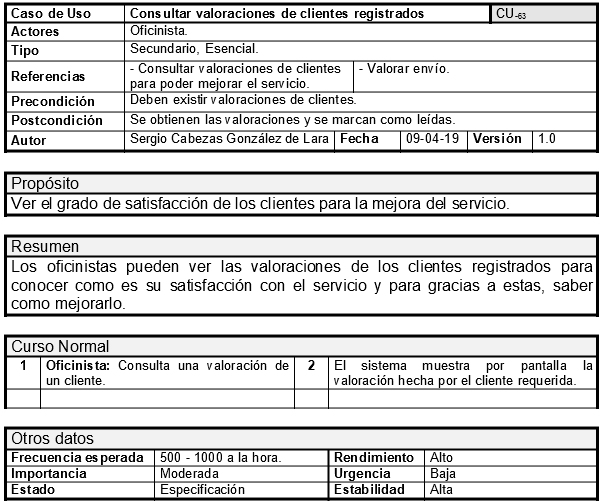 Caso de Uso Consultar valoraciones de clientes registrados CU-63
Actores Oficinista.
Tipo Secundario, Esencial.
Referencias - Consultar valoraciones de clientes para poder mejorar el servicio. - Valorar envío.
Precondición Deben existir valoraciones de clientes.
Postcondición Se obtienen las valoraciones y se marcan como leídas.
Autor Sergio Cabezas González de Lara Fecha 09-04-19 Versión 1.0
Propósito
Ver el grado de satisfacción de los clientes para la mejora del servicio.
Resumen
Los oficinistas pueden ver las valoraciones de los clientes registrados para
conocer como es su satisfacción con el servicio y para gracias a estas, saber
como mejorarlo.
Curso Normal
1 Oficinista: Consulta una valoración de un cliente. 2 El sistema muestra por pantalla la valoración hecha por el cliente requerida.
Otros datos
Frecuencia esperada 500 - 1000 a la hora. Rendimiento Alto
Importancia Moderada Urgencia Baja
Estado Especificación Estabilidad Alta